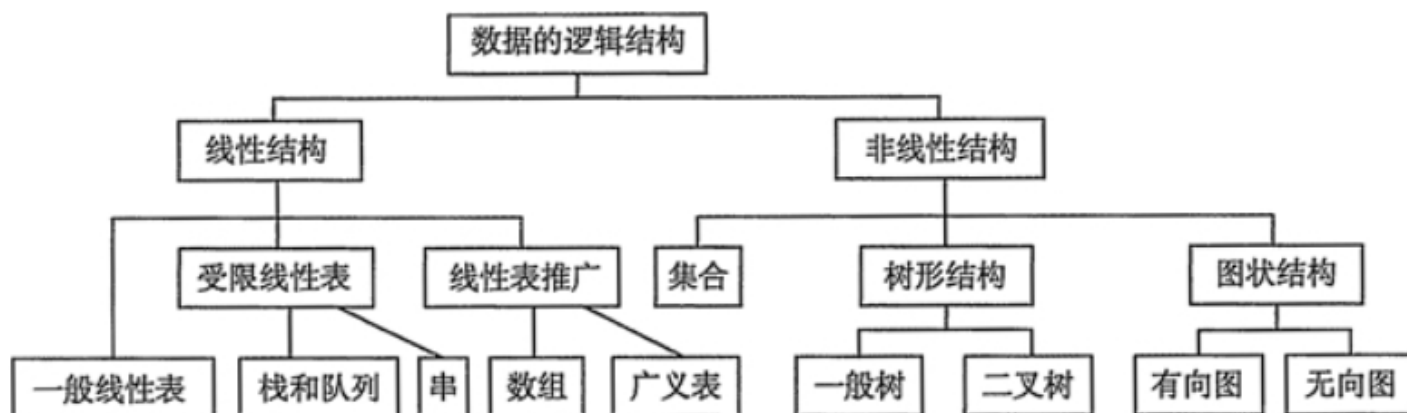 数据的逻辑结构
线性结构
非线性结构
受限线性表
线性表推广
集合
树形结构
图状结构
一般线性表
栈和队列
串
数组
广义表
一般树
二叉树
有向图
无向图